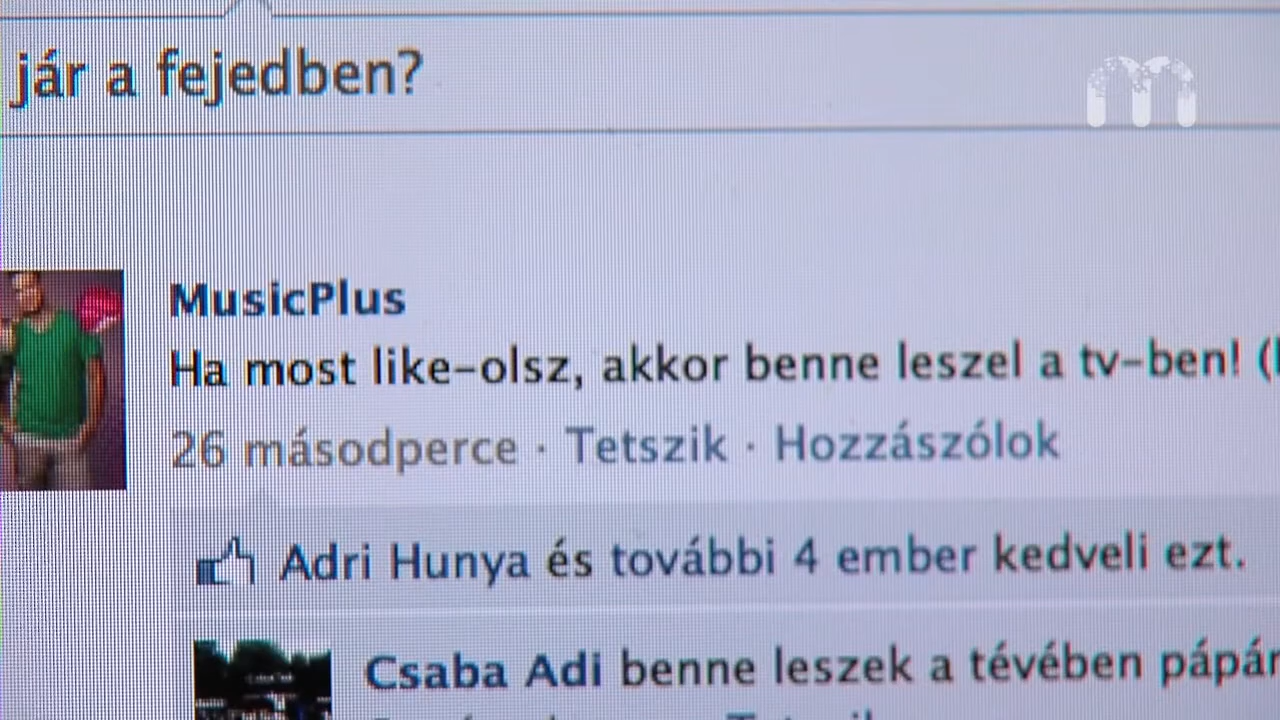 jár a fejedben?
m
MusicPlus
Ha most like-olsz, akkor benne leszel a tv-ben! (
26 másodperce · Tetszik · Hozzászólok
Adri Hunya és további 4 ember kedveli ezt.
Csaba Adi benne leszek a tévében